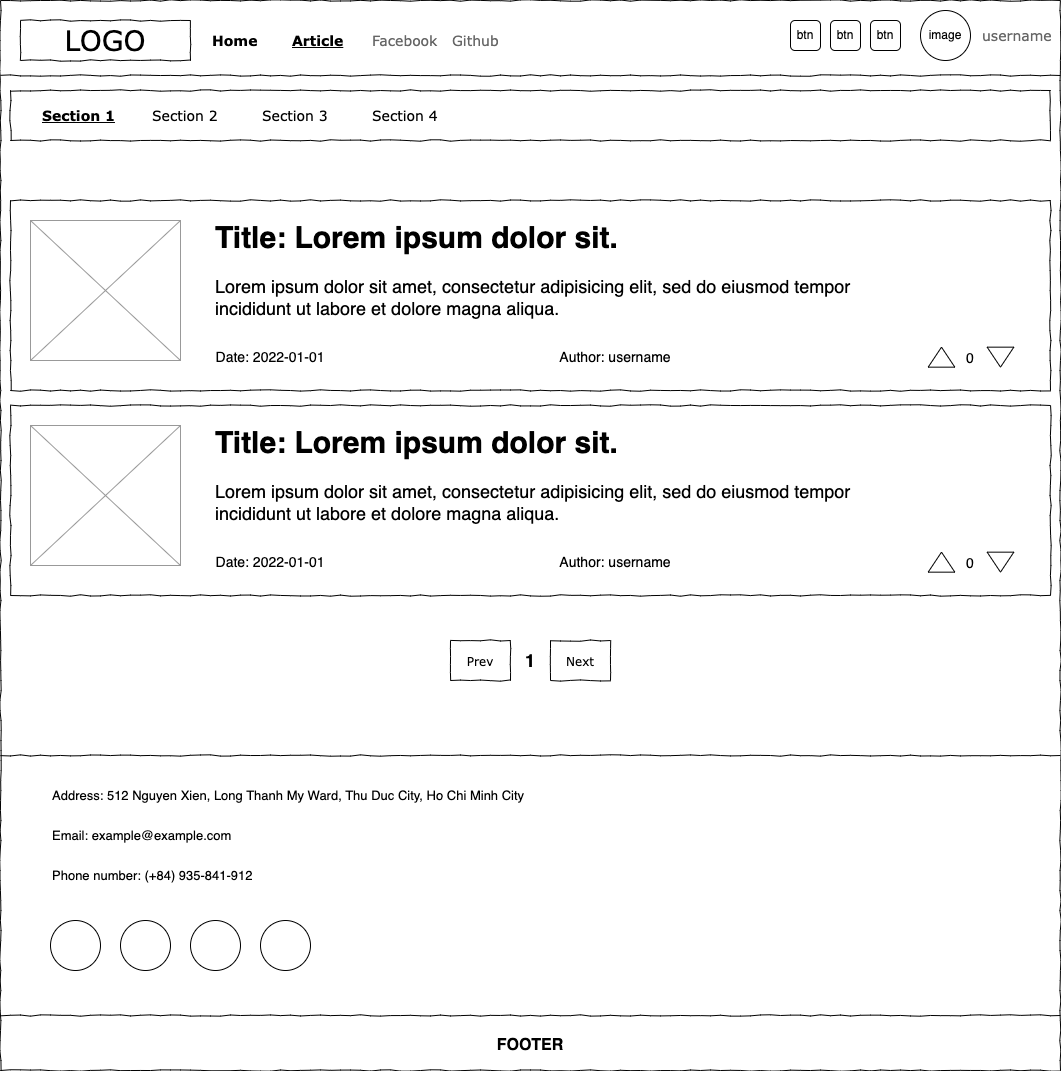 LOGO Home Article Facebook Github btn btn btn image username
Section 1 Section 2 Section 3 Section 4
Title: Lorem ipsum dolor sit.
Lorem ipsum dolor sit amet, consectetur adipisicing elit, sed do eiusmod tempor
incididunt ut labore et dolore magna aliqua.
Date: 2022-01-01 Author: username 0
Title: Lorem ipsum dolor sit.
Lorem ipsum dolor sit amet, consectetur adipisicing elit, sed do eiusmod tempor
incididunt ut labore et dolore magna aliqua.
Date: 2022-01-01 Author: username 0
Prev 1 Next
Address: 512 Nguyen Xien, Long Thanh My Ward, Thu Duc City, Ho Chi Minh City
Email: example@example.com
Phone number: (+84) 935-841-912
FOOTER